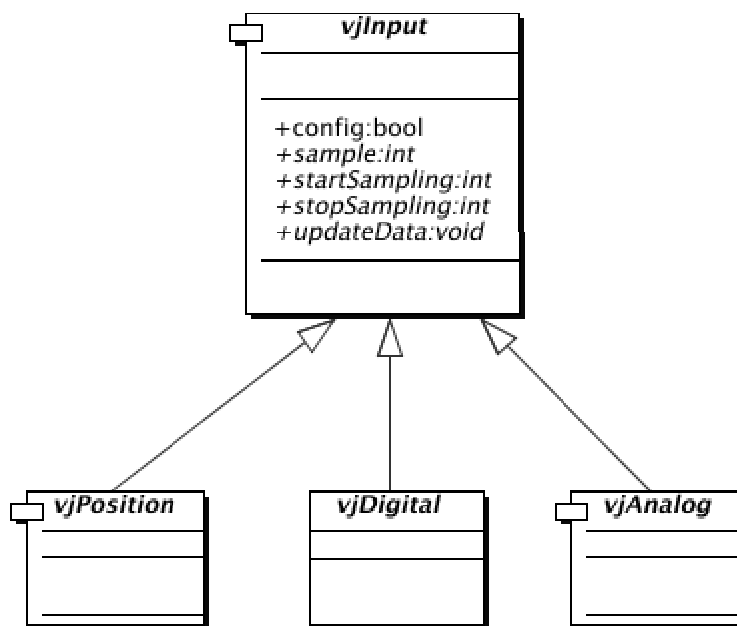 vjInput
+config:bool
+sample:int
+startSampling:int
+stopSampling:int
+updateData:void
vjPosition
vjDigital
vjAnalog